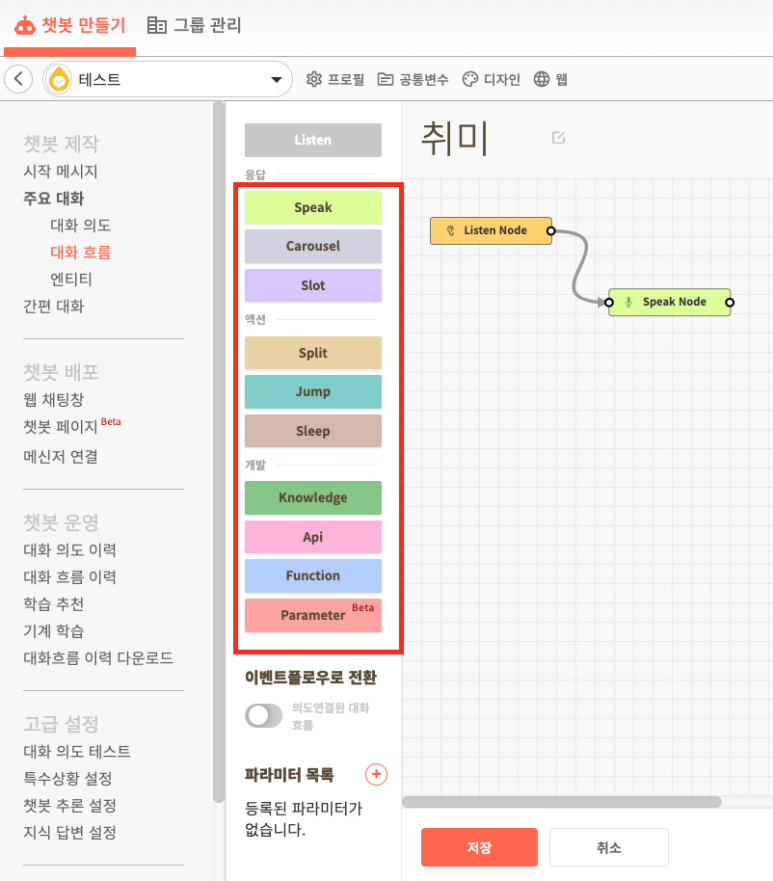 챗봇 만들기 그룹 관리
테스트 프로필 공통변수 디자인 웹
챗봇 제작
시작 메시지
주요 대화
대화 의도
대화 흐름
엔티티
간편 대화
챗봇 배포
웹 채팅창
챗봇 페이지 Beta
메신저 연결
챗봇 운영
대화 의도 이력
대화 흐름 이력
학습 추천
기계 학습
대화흐름 이력 다운로드
고급 설정
대화 의도 테스트
특수상황 설정
챗봇 추론 설정
지식 답변 설정
Listen
응답
Speak
Carousel
Slot
액션
Split
Jump
Sleep
개발
Knowledge
Api
Function
Parameter Beta
이벤트플로우로 전환
의도연결된 대화
흐름
파라미터 목록
등록된 파라미터가
없습니다.
취미
Listen Node
Speak Node
저장 취소